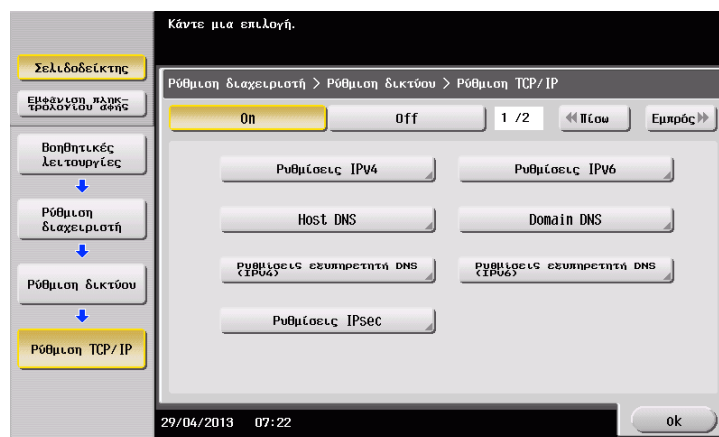 Κάντε μια επιλογή.
Σελιδοδείκτης
Εμφάνιση πληκ-
τρολογίου αφής
Βοηθητικές
λειτουργίες
Ρύθμιση
διαχειριστή
Ρύθμιση δικτύου
Ρύθμιση TCP/IP
Ρύθμιση διαχειριστή > Ρύθμιση δικτύου > Ρύθμιση TCP/IP
On Off 1 /2 Πίσω Εμπρός
Ρυθμίσεις IPv4 Ρυθμίσεις IPv6
Host DNS Domain DNS
Ρυθμίσεις εξυπηρετητή DNS
(IPv4)
Ρυθμίσεις εξυπηρετητή DNS
(IPv6)
Ρυθμίσεις IPsec
29/04/2013 07:22
ok